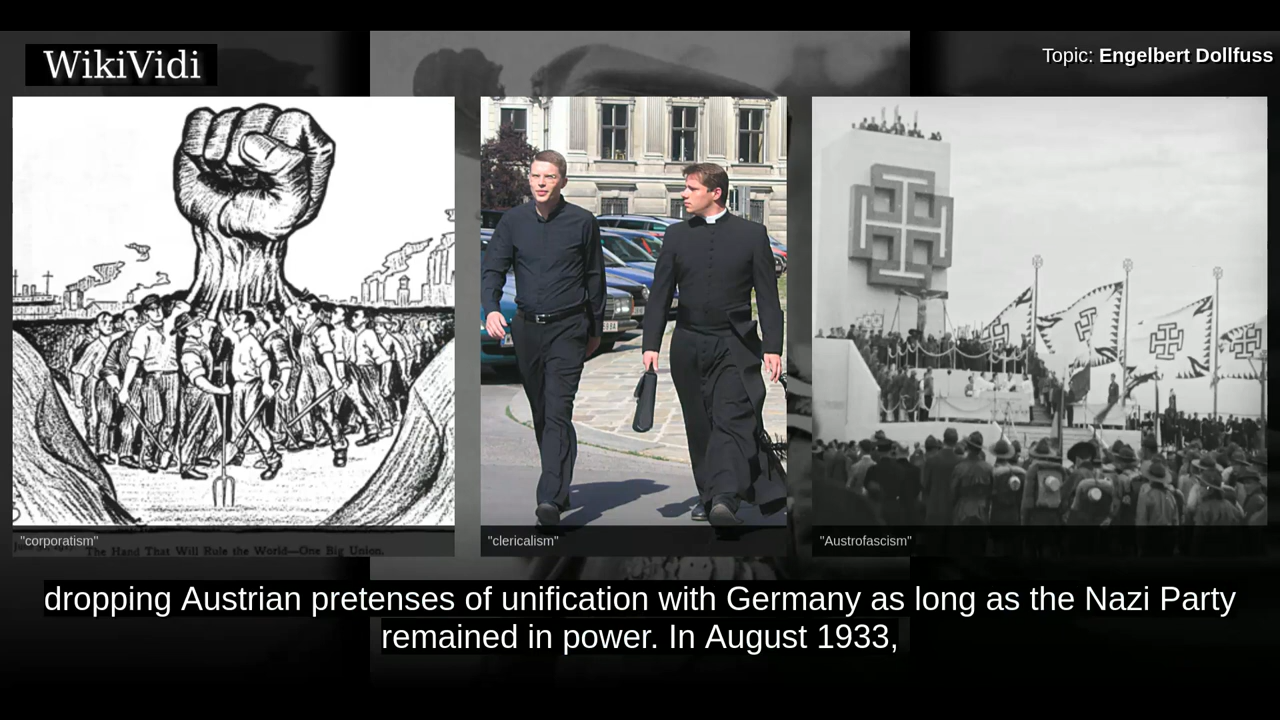 WikiVidi
Topic: Engelbert Dollfuss
"corporatism"
The Hand That Will Rule the World—One Big Union.
"clericalism"
"Austrofascism"
dropping Austrian pretenses of unification with Germany as long as the Nazi Party
remained in power. In August 1933,